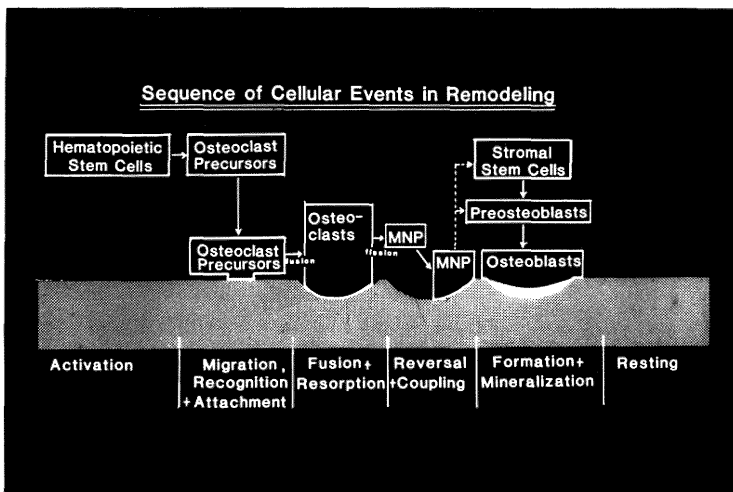 Sequence of Cellular Events in Remodeling
Hematopoietic
Stem Cells
Osteoclast
Precursors
Stromal
Stem Cells
Preosteoblasts
Osteoclast
Precursors
fusion
Osteo-
clasts
fission
MNP
MNP
Osteoblasts
Activation
Migration,
Recognition
+Attachment
Fusion+
Resorption
Reversal
+Coupling
Formation+
Mineralization
Resting